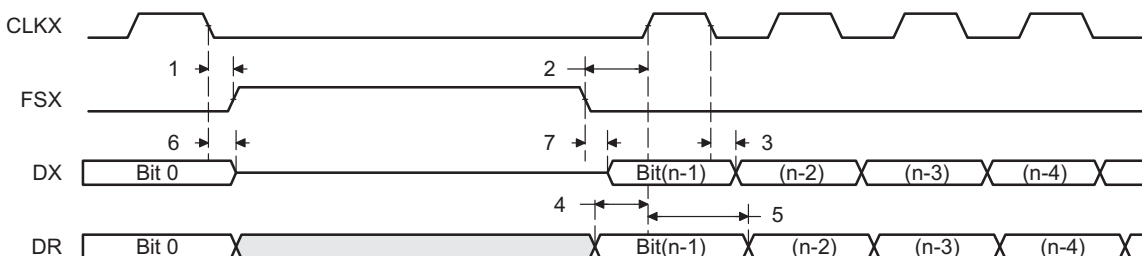 CLKX
1 2
FSX
6 7 3
DX Bit 0 Bit(n-1) (n-2) (n-3) (n-4)
4 5
DR Bit 0 Bit(n-1) (n-2) (n-3) (n-4)